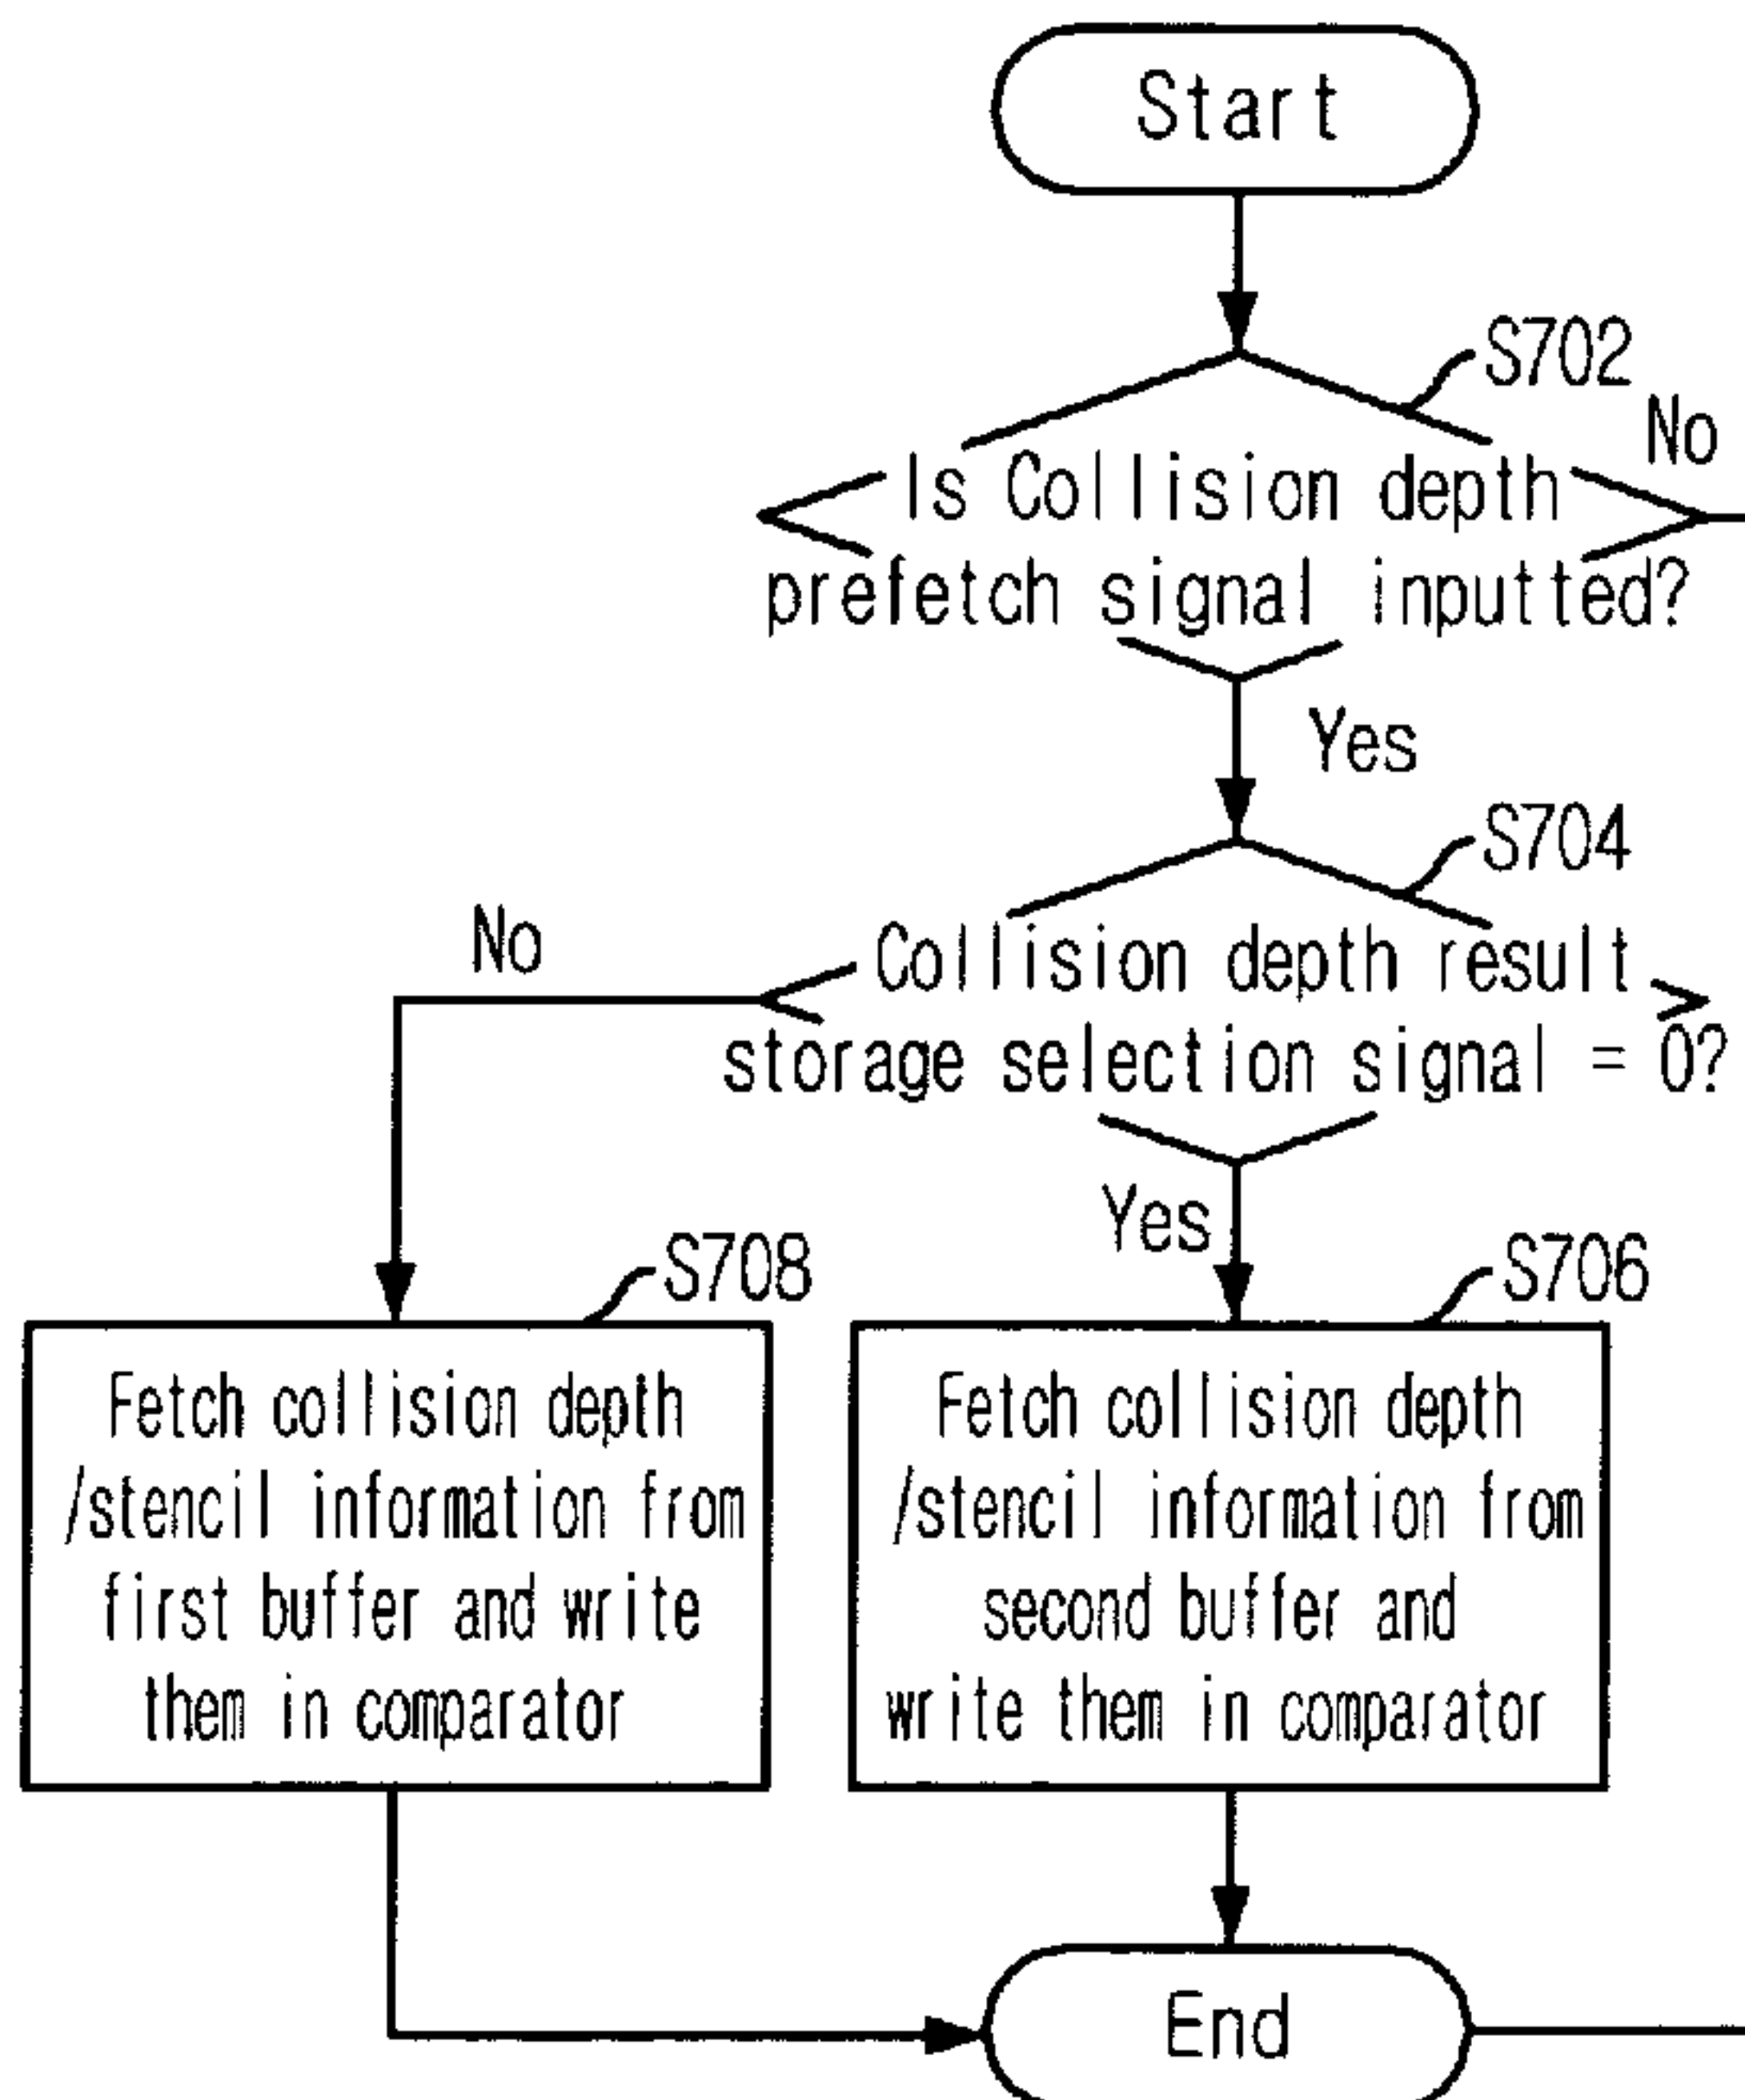 Start
S702
No
Is Collision depth
prefetch signal inputted?
Yes
S704
No
Collision depth result
storage selection signal = 0?
Yes
S708
S706
Fetch collision depth
/stencil information from
first buffer and write
them in comparator
Fetch collision depth
/stencil information from
second buffer and
write them in comparator
End